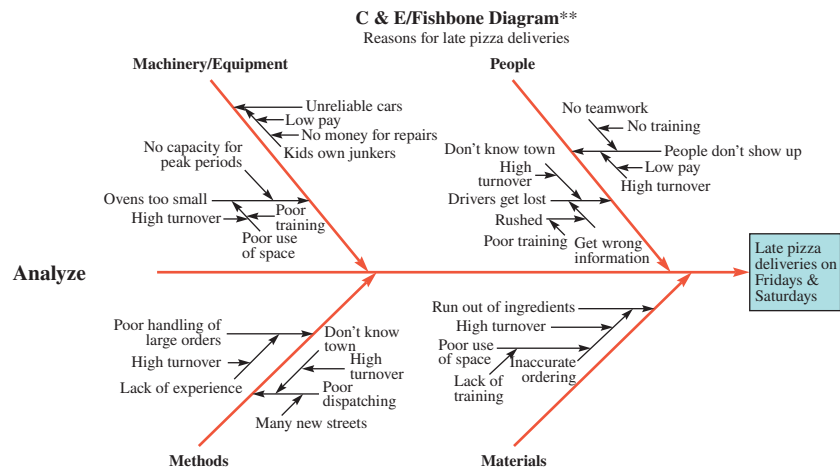 C & E/Fishbone Diagram**
Reasons for late pizza deliveries
Machinery/Equipment
People
Unreliable cars
Low pay
No money for repairs
Kids own junkers
No capacity for
peak periods
Ovens too small
High turnover
Poor
training
Poor use
of space
No teamwork
No training
Don't know town
People don't show up
High
turnover
Low pay
High turnover
Drivers get lost
Rushed
Poor training
Get wrong
information
Analyze
Late pizza
deliveries on
Fridays &
Saturdays
Poor handling of
large orders
High turnover
Lack of experience
Don't know
town
High
turnover
Poor
dispatching
Many new streets
Run out of ingredients
High turnover
Poor use
of space
Inaccurate
ordering
Lack of
training
Methods
Materials